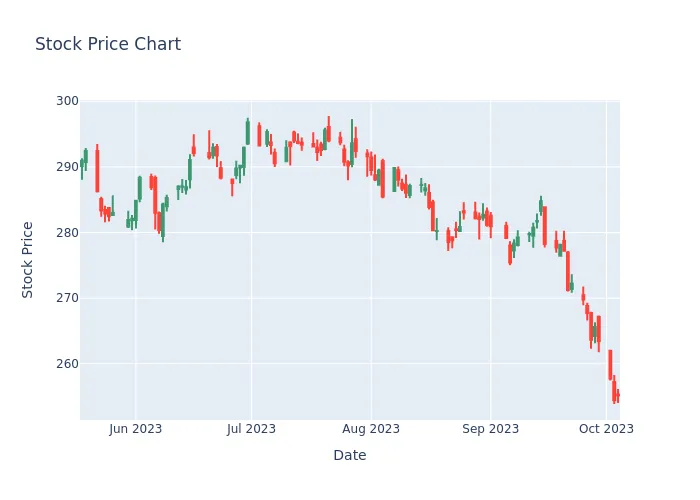 Stock Price Chart
300
290
280
270
260
Stock Price
Jun 2023
Jul 2023
Aug 2023
Sep 2023
Oct 2023
Date